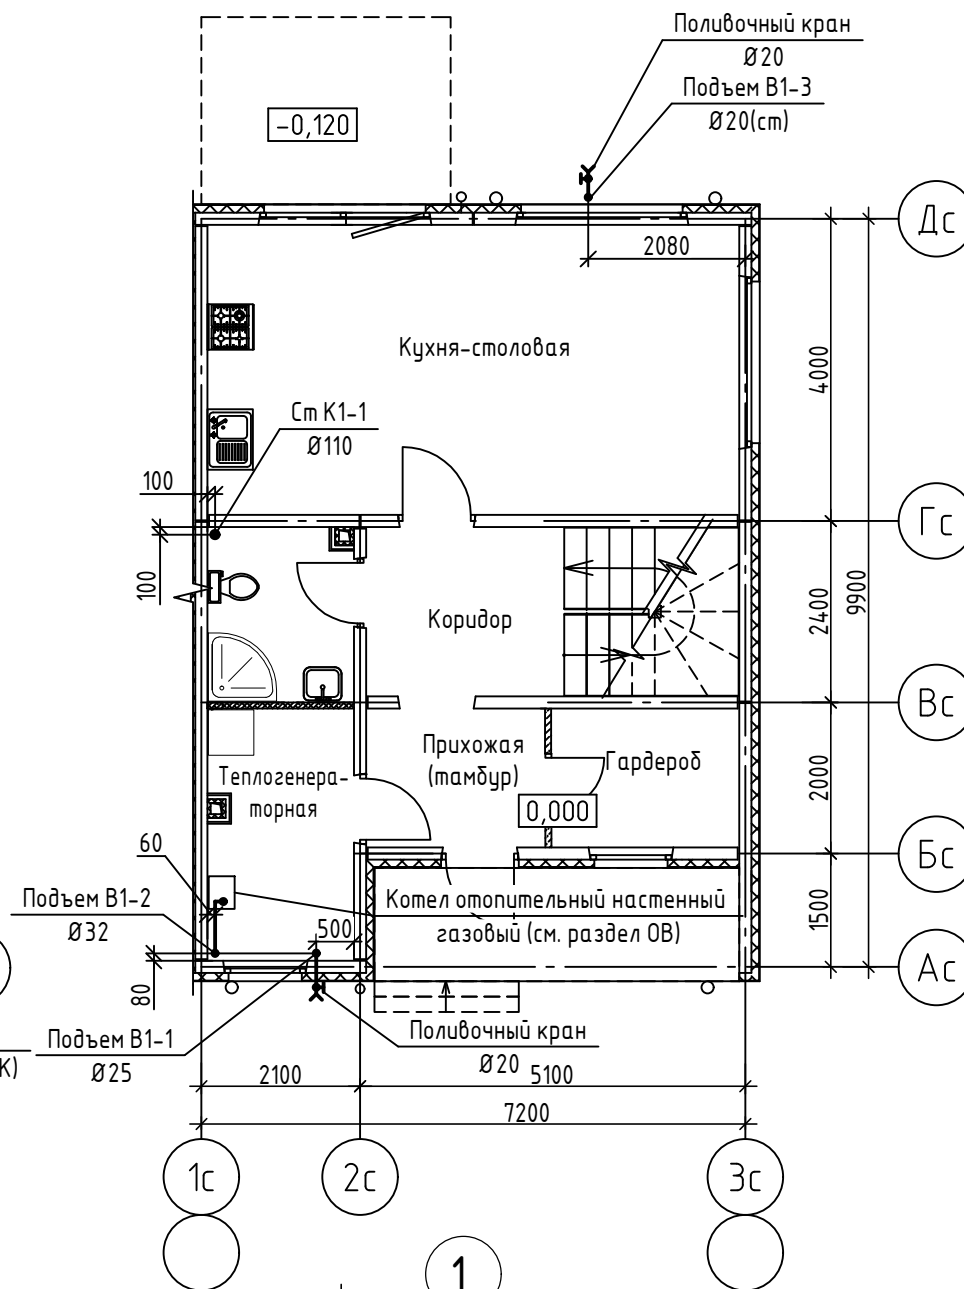 Поливочный кран
Ø20
Подъем В1-3
Ø20(ст)
-0,120
Дс
2080
Кухня-столовая
4000
Ст К1-1
Ø110
100
Гс
100
Коридор
2400
9900
Вс
Прихожая
(тамбур)
Гардероб
Теплогенера-
торная
2000
0,000
60
Бс
Подъем В1-2
Ø32
Котел отопительный настенный
газовый (см. раздел ОВ)
500
1500
Ас
80
Подъем В1-1
Ø25
Поливочный кран
Ø20
К)
2100
5100
7200
1с
2с
3с
1